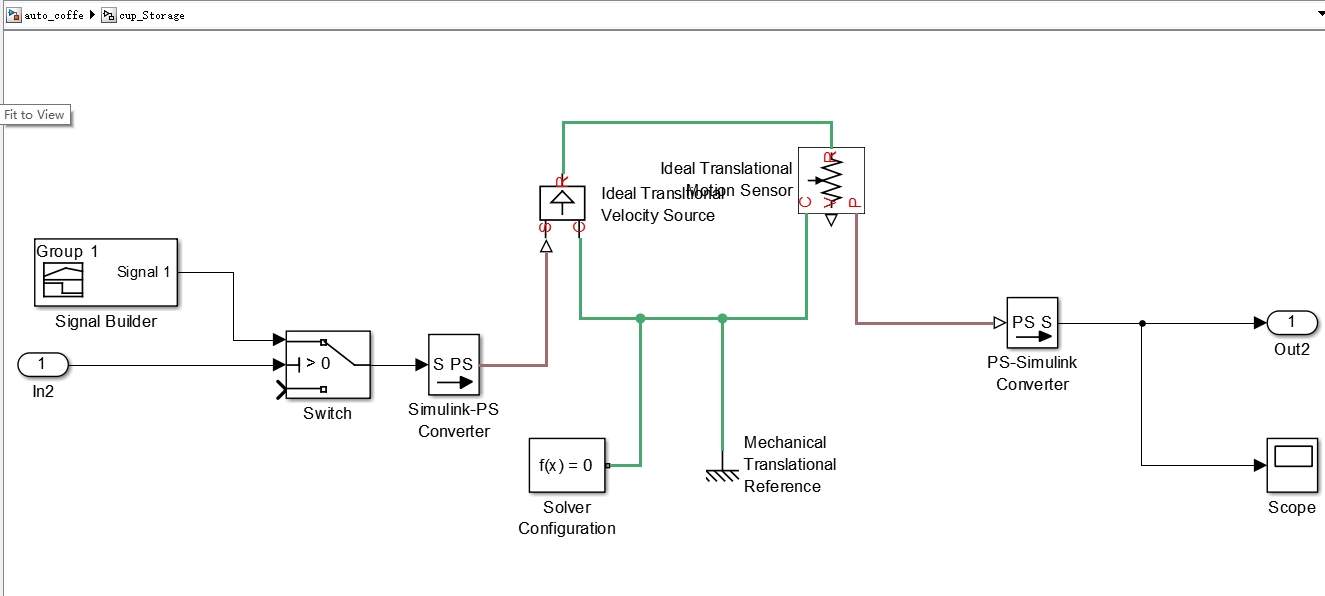 auto_coffe cup_Storage
Fit to View
Ideal Translational
Motion Sensor
R
C
V
P
R
S
C
Ideal Translational
Velocity Source
Group 1
Signal 1
Signal Builder
1
In2
> 0
Switch
S PS
Simulink-PS
Converter
f(x) = 0
Solver
Configuration
Mechanical
Translational
Reference
PS S
PS-Simulink
Converter
1
Out2
Scope